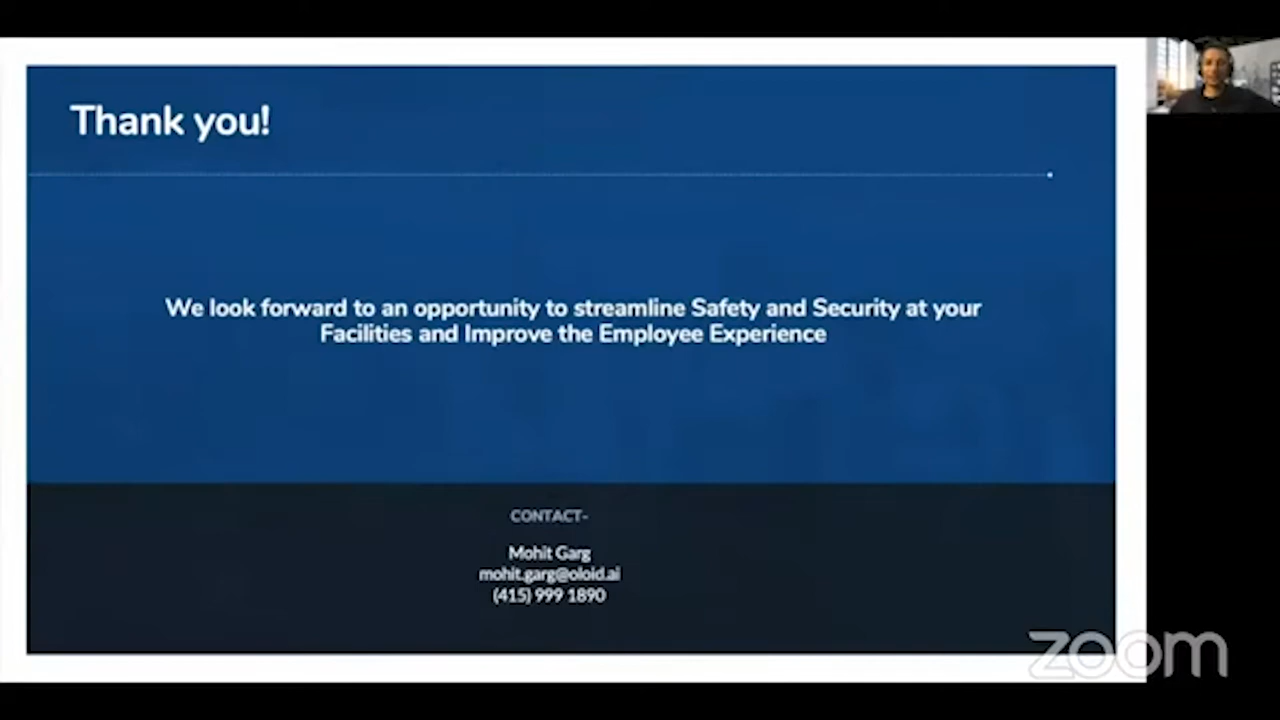 Thank you!
We look forward to an opportunity to streamline Safety and Security at your
Facilities and Improve the Employee Experience
CONTACT-
Mohit Garg
mohit.garg@oloid.ai
(415) 999 1890
zoom